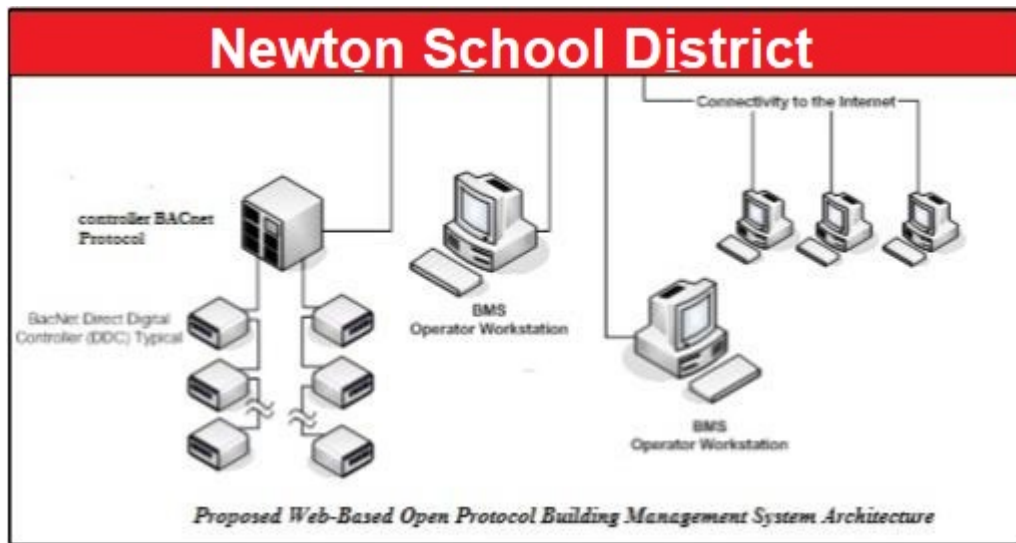 Newton School District
Connectivity to the Internet
controller BACnet
Protocol
BacNet Direct Digital
Controller (DDC) Typical
BMS
Operator Workstation
BMS
Operator Workstation
Proposed Web-Based Open Protocol Building Management System Architecture